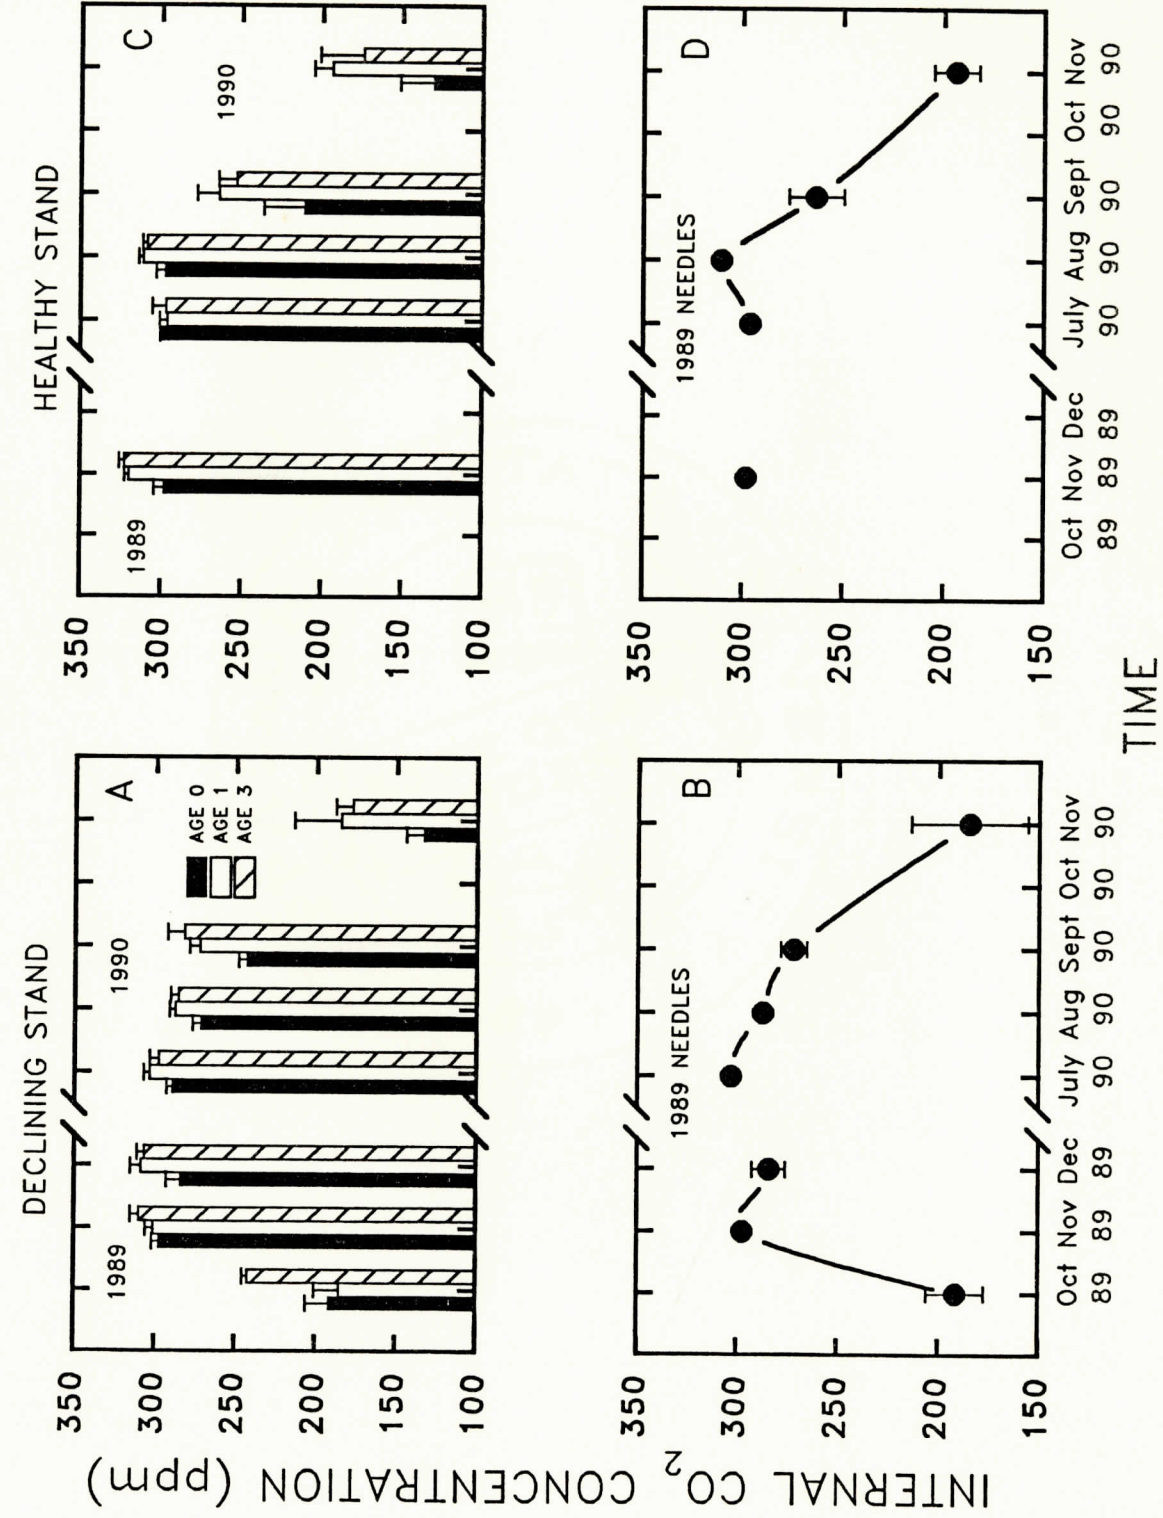 DECLINING STAND
HEALTHY STAND
INTERNAL CO2 CONCENTRATION (ppm)
350
300
250
200
150
100
1989
1990
A
AGE 0
AGE 1
AGE 3
350
300
250
200
150
100
1989
1990
C
350
300
250
200
150
1989 NEEDLES
B
Oct Nov Dec July Aug Sept Oct Nov
89 89 89 90 90 90 90 90
350
300
250
200
150
1989 NEEDLES
D
Oct Nov Dec July Aug Sept Oct Nov
89 89 89 90 90 90 90 90
TIME